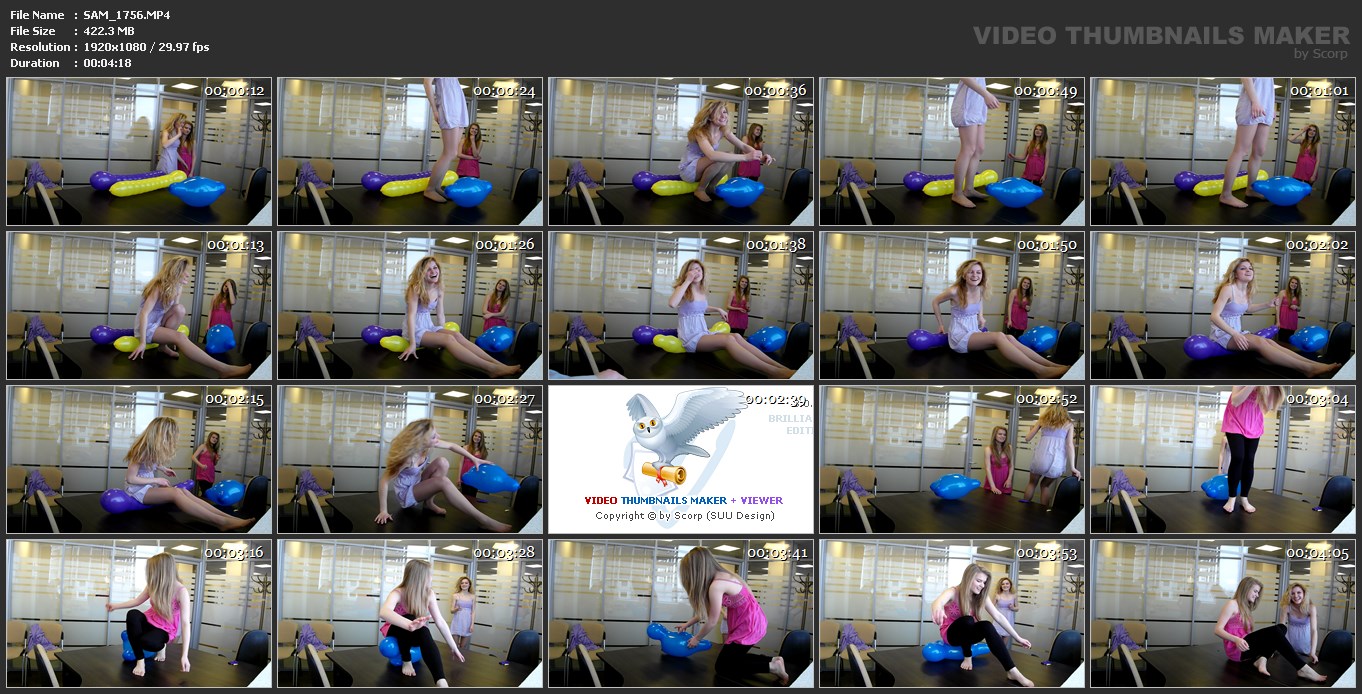 File Name : SAM_1756.MP4
File Size : 422.3 MB
Resolution : 1920x1080 / 29.97 fps
Duration : 00:04:18
VIDEO THUMBNAILS MAKER
by Scorp
00:00:12
00:00:24
00:00:36
00:00:49
00:01:01
00:01:13
00:01:26
00:01:38
00:01:50
00:02:02
00:02:15
00:02:27
00:02:39
BRILLIA
EDIT
VIDEO THUMBNAILS MAKER + VIEWER
Copyright © by Scorp (SUU Design)
00:02:52
00:03:04
00:03:16
00:03:28
00:03:41
00:03:53
00:04:05